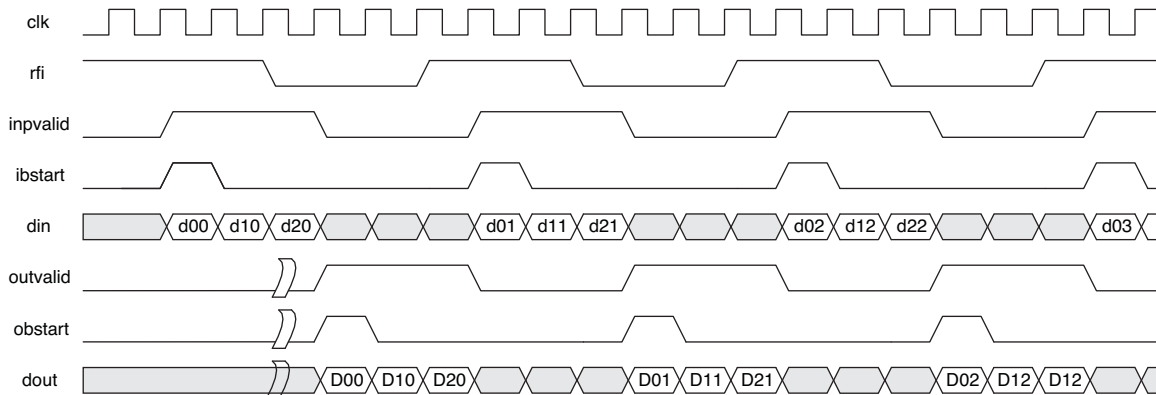 clk
rfi
inpvalid
ibstart
din d00 d10 d20 d01 d11 d21 d02 d12 d22 d03
outvalid
obstart
dout D00 D10 D20 D01 D11 D21 D02 D12 D12